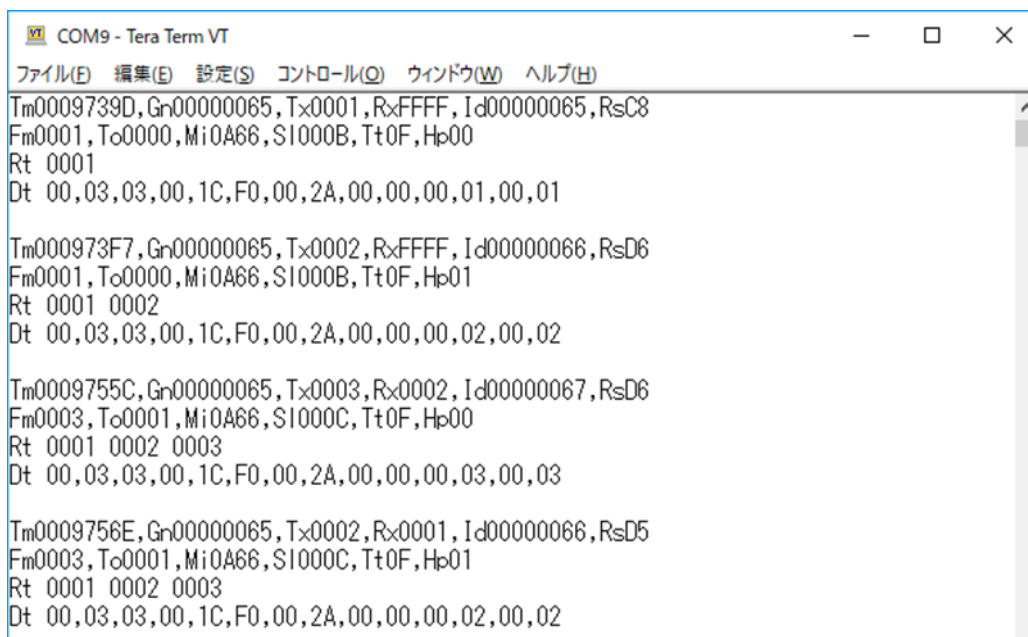 COM9 - Tera Term VT
ファイル(F) 編集(E) 設定(S) コントロール(O) ウィンドウ(W) ヘルプ(H)
Tm0009739D,Gn00000065,Tx0001,RxFFFF,Id00000065,RsC8
Fm0001,To0000,Mi0A66,Sl000B,Tt0F,Hp00
Rt 0001
Dt 00,03,03,00,1C,F0,00,2A,00,00,00,01,00,01
Tm000973F7,Gn00000065,Tx0002,RxFFFF,Id00000066,RsD6
Fm0001,To0000,Mi0A66,Sl000B,Tt0F,Hp01
Rt 0001 0002
Dt 00,03,03,00,1C,F0,00,2A,00,00,00,02,00,02
Tm0009755C,Gn00000065,Tx0003,Rx0002,Id00000067,RsD6
Fm0003,To0001,Mi0A66,Sl000C,Tt0F,Hp00
Rt 0001 0002 0003
Dt 00,03,03,00,1C,F0,00,2A,00,00,00,03,00,03
Tm0009756E,Gn00000065,Tx0002,Rx0001,Id00000066,RsD5
Fm0003,To0001,Mi0A66,Sl000C,Tt0F,Hp01
Rt 0001 0002 0003
Dt 00,03,03,00,1C,F0,00,2A,00,00,00,02,00,02